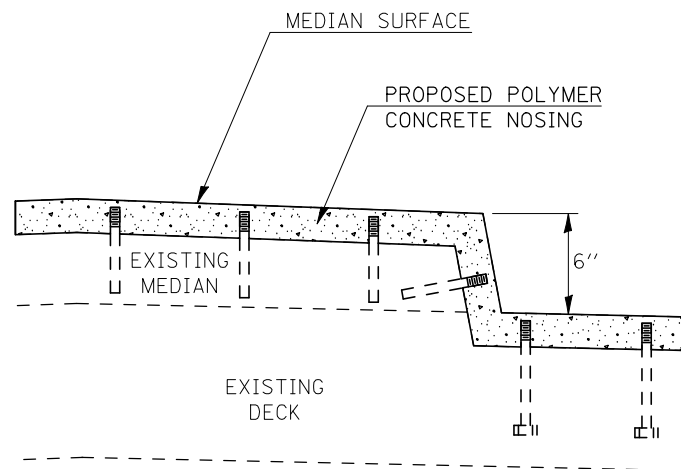 MEDIAN SURFACE
PROPOSED POLYMER
CONCRETE NOSING
EXISTING
MEDIAN
6"
EXISTING
DECK